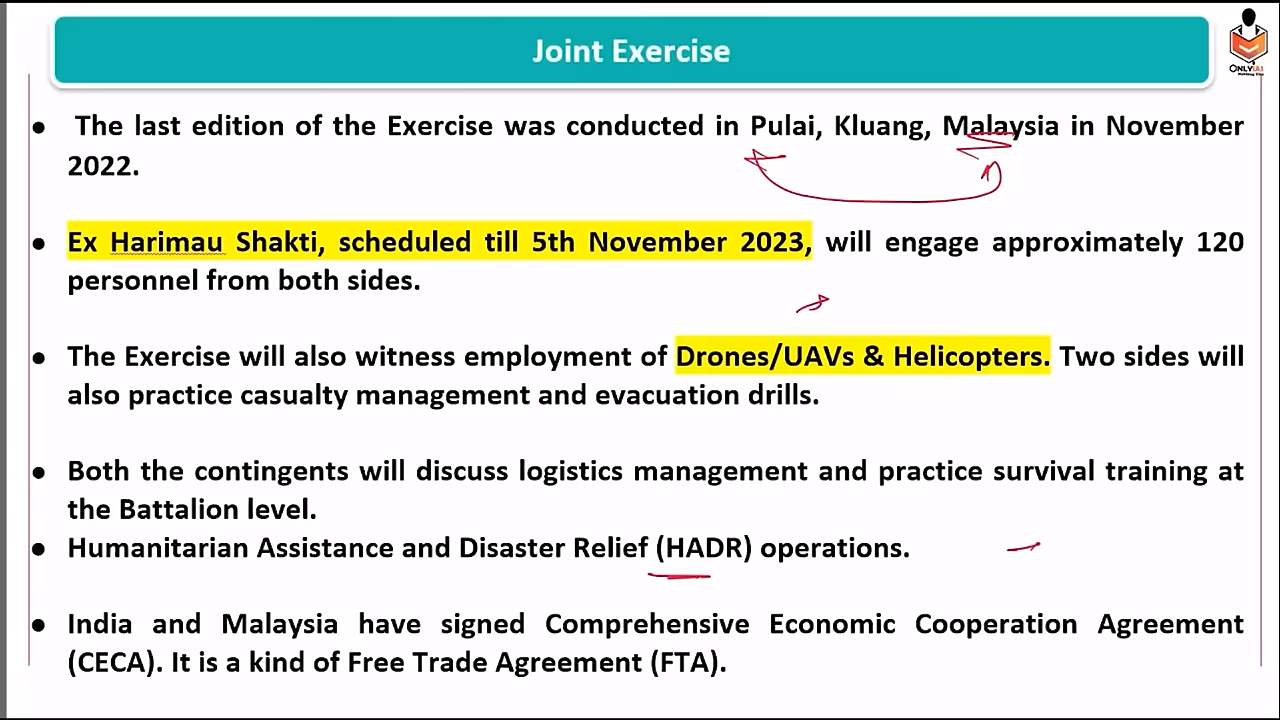 Joint Exercise
ONLYIAS
Nothing Else
● The last edition of the Exercise was conducted in Pulai, Kluang, Malaysia in November
2022.
● Ex Harimau Shakti, scheduled till 5th November 2023, will engage approximately 120
personnel from both sides.
● The Exercise will also witness employment of Drones/UAVs & Helicopters. Two sides will
also practice casualty management and evacuation drills.
● Both the contingents will discuss logistics management and practice survival training at
the Battalion level.
● Humanitarian Assistance and Disaster Relief (HADR) operations.
● India and Malaysia have signed Comprehensive Economic Cooperation Agreement
(CECA). It is a kind of Free Trade Agreement (FTA).